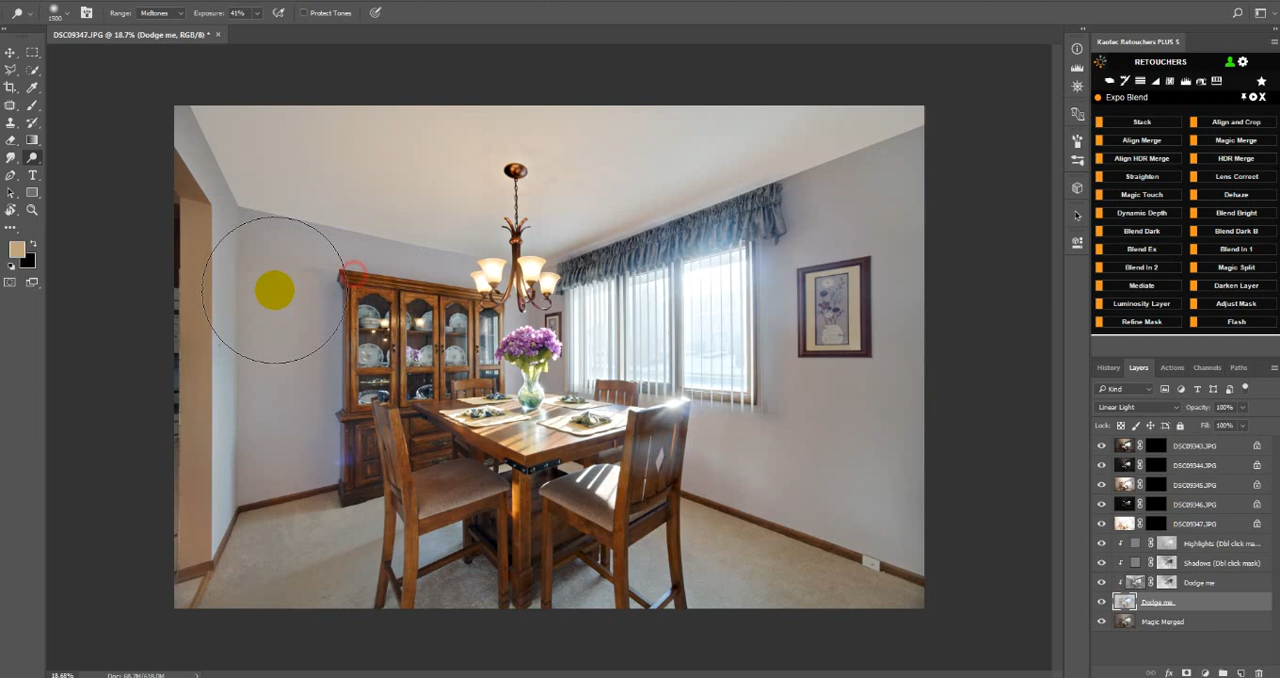 1500
Range: Midtones
Exposure: 41%
Protect Tones
DSC09347.JPG @ 18.7% (Dodge me, RGB/8) * ×
Kaotec Retouchers PLUS 5
RETOUCHERS
Expo Blend
Stack
Align and Crop
Align Merge
Magic Merge
Align HDR Merge
HDR Merge
Straighten
Lens Correct
Magic Touch
Dehaze
Dynamic Depth
Blend Bright
Blend Dark
Blend Dark B
Blend Ex
Blend In 1
Blend In 2
Magic Split
Mediate
Darken Layer
Luminosity Layer
Adjust Mask
Refine Mask
Flash
History Layers Actions Channels Paths
Kind
Linear Light Opacity: 100%
Lock: Fill: 100%
DSC09343.JPG
DSC09344.JPG
DSC09345.JPG
DSC09346.JPG
DSC09347.JPG
Highlights (Dbl click ma...
Shadows (Dbl click mask)
Dodge me
Dodge me
Magic Merged
18.68%